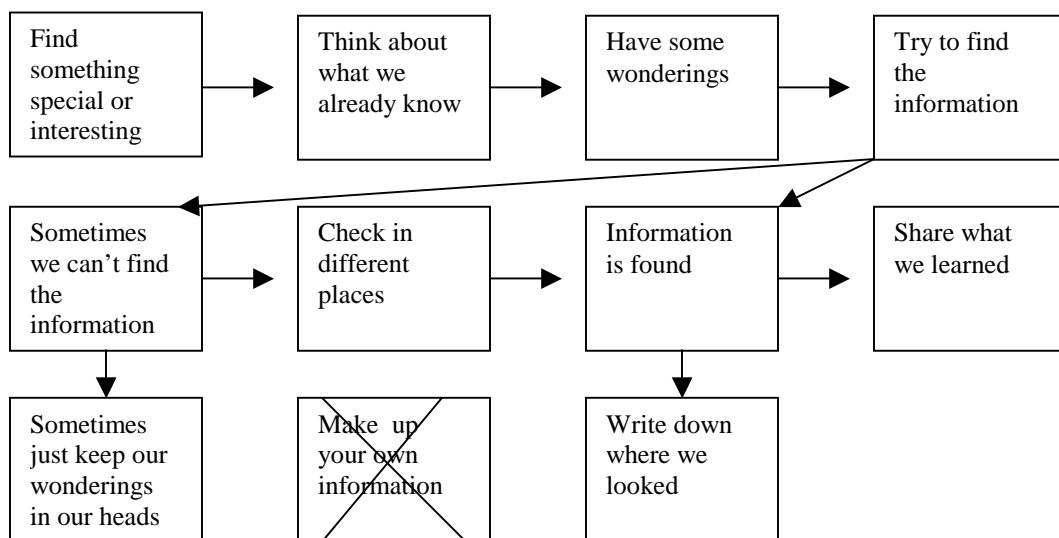 Find
something
special or
interesting
Think about
what we
already know
Have some
wonderings
Try to find
the
information
Sometimes
we can’t find
the
information
Check in
different
places
Information
is found
Share what
we learned
Sometimes
just keep our
wonderings
in our heads
Make up
your own
information
Write down
where we
looked